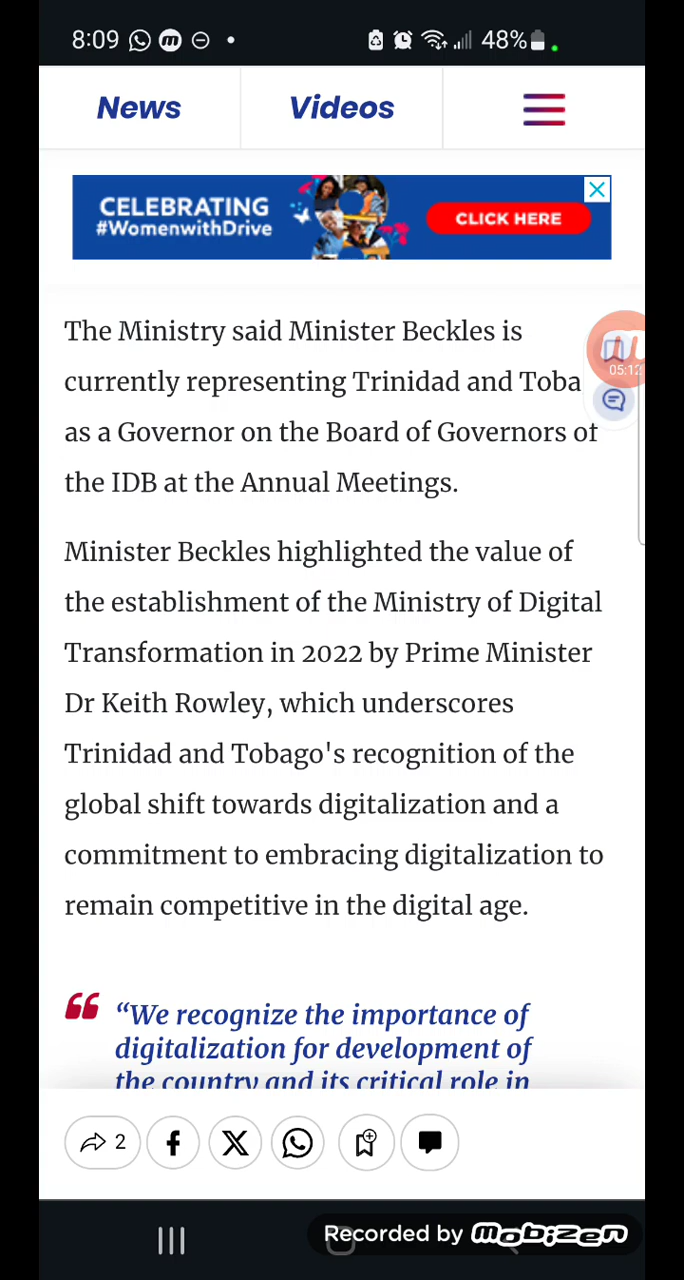 8:09
48%
News
Videos
CELEBRATING
#WomenwithDrive
CLICK HERE
The Ministry said Minister Beckles is
currently representing Trinidad and Toba
05:12
as a Governor on the Board of Governors of
the IDB at the Annual Meetings.
Minister Beckles highlighted the value of
the establishment of the Ministry of Digital
Transformation in 2022 by Prime Minister
Dr Keith Rowley, which underscores
Trinidad and Tobago's recognition of the
global shift towards digitalization and a
commitment to embracing digitalization to
remain competitive in the digital age.
“We recognize the importance of
digitalization for development of
the country and its critical role in
2
Recorded by mobizen